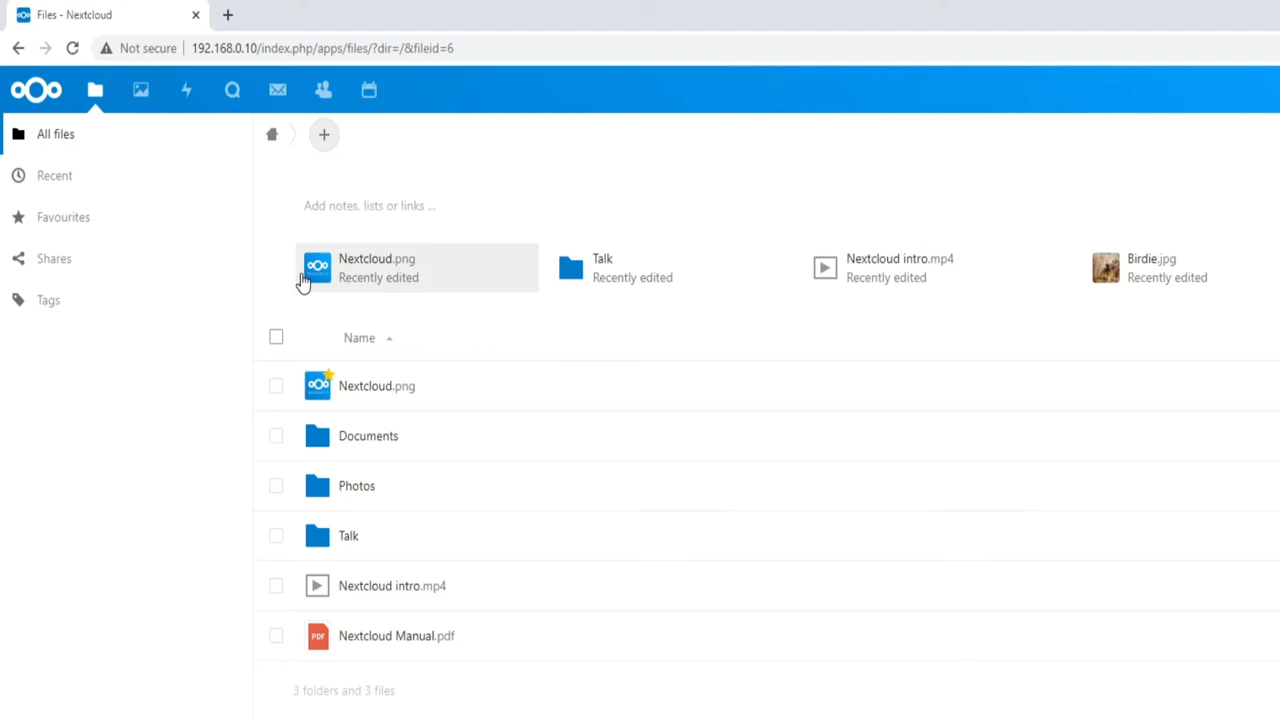 Files - Nextcloud
Not secure 192.168.0.10/index.php/apps/files/?dir=/&fileid=6
All files
Recent
Favourites
Shares
Tags
Add notes, lists or links ...
Nextcloud.png
Recently edited
Talk
Recently edited
Nextcloud intro.mp4
Recently edited
Birdie.jpg
Recently edited
Name
Nextcloud.png
Documents
Photos
Talk
Nextcloud intro.mp4
PDF Nextcloud Manual.pdf
3 folders and 3 files